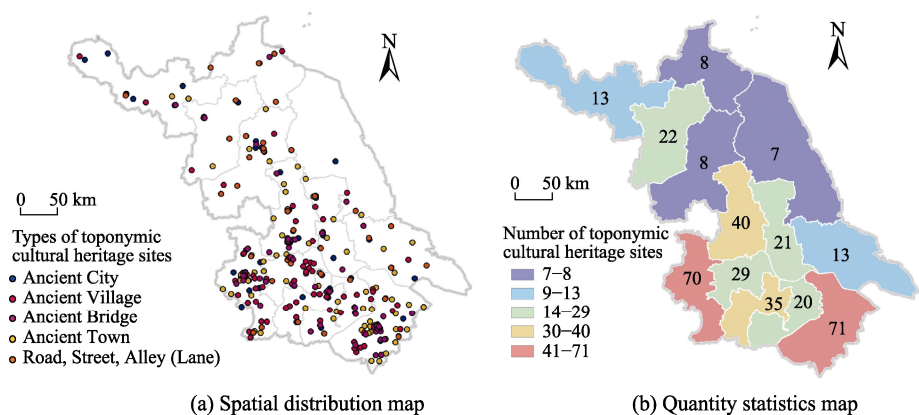 N
0 50 km
Types of toponymic
cultural heritage sites
Ancient City
Ancient Village
Ancient Bridge
Ancient Town
Road, Street, Alley (Lane)
(a) Spatial distribution map
N
8
13
22
8
7
0 50 km
40
21
13
Number of toponymic
cultural heritage sites
7–8
9–13
14–29
30–40
41–71
70
29
35
20
71
(b) Quantity statistics map